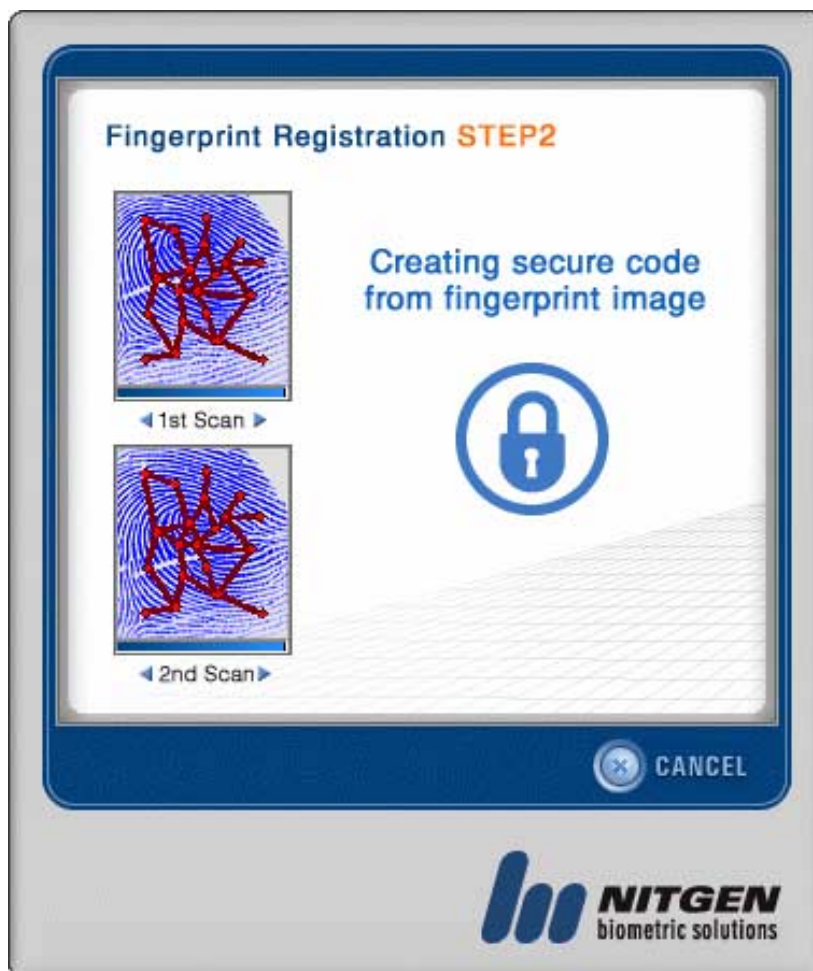 Fingerprint Registration STEP2
Creating secure code
from fingerprint image
1st Scan
2nd Scan
CANCEL
NITGEN
biometric solutions